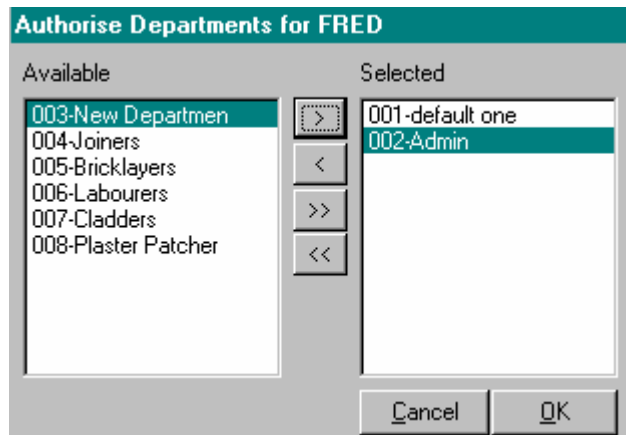 Authorise Departments for FRED
Available
Selected
003-New Departmen
004-Joiners
005-Bricklayers
006-Labourers
007-Cladders
008-Plaster Patcher
>
<
>>
<<
001-default one
002-Admin
Cancel
OK